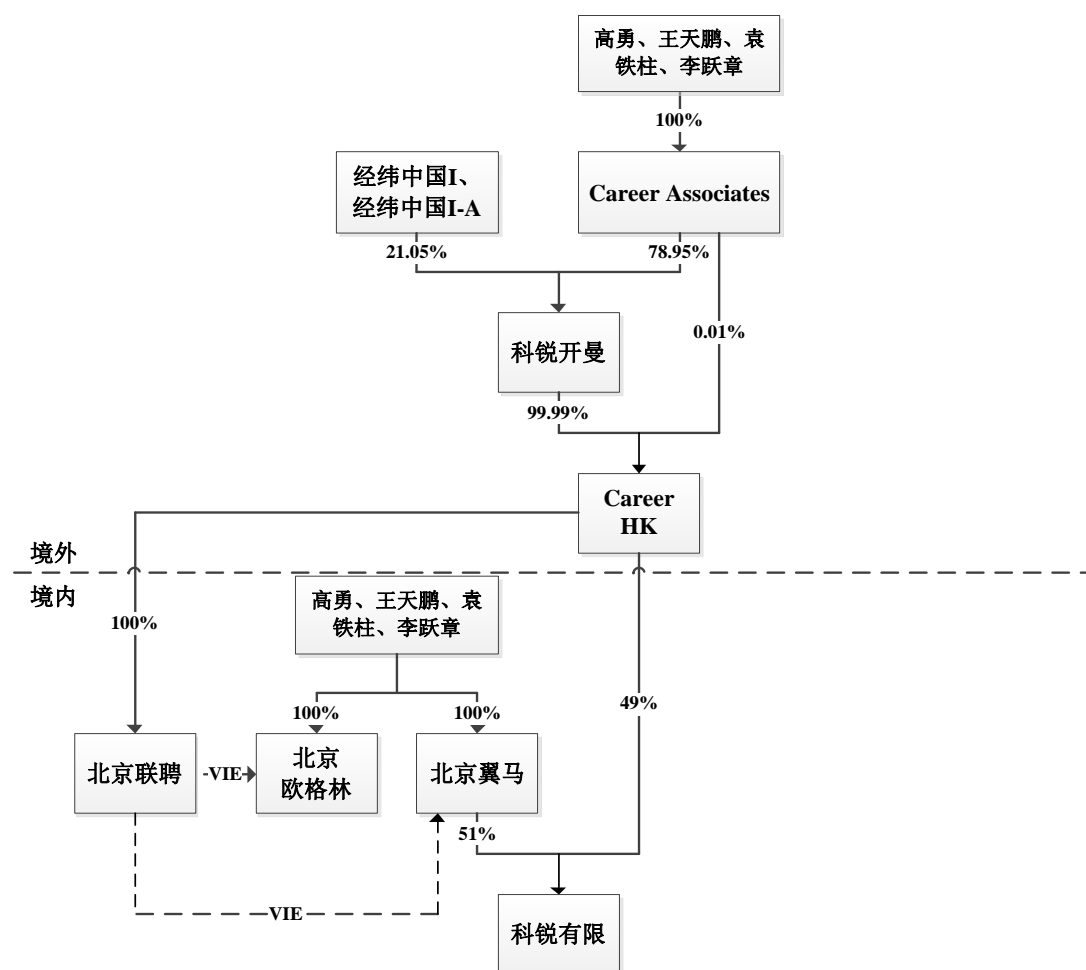 高勇、王天鹏、袁
铁柱、李跃章
100%
经纬中国I、
经纬中国I-A
Career Associates
21.05%
78.95%
0.01%
科锐开曼
99.99%
Career
HK
境外
境内
高勇、王天鹏、袁
铁柱、李跃章
100%
49%
100%
100%
北京联聘
VIE
北京
欧格林
北京翼马
51%
VIE
科锐有限